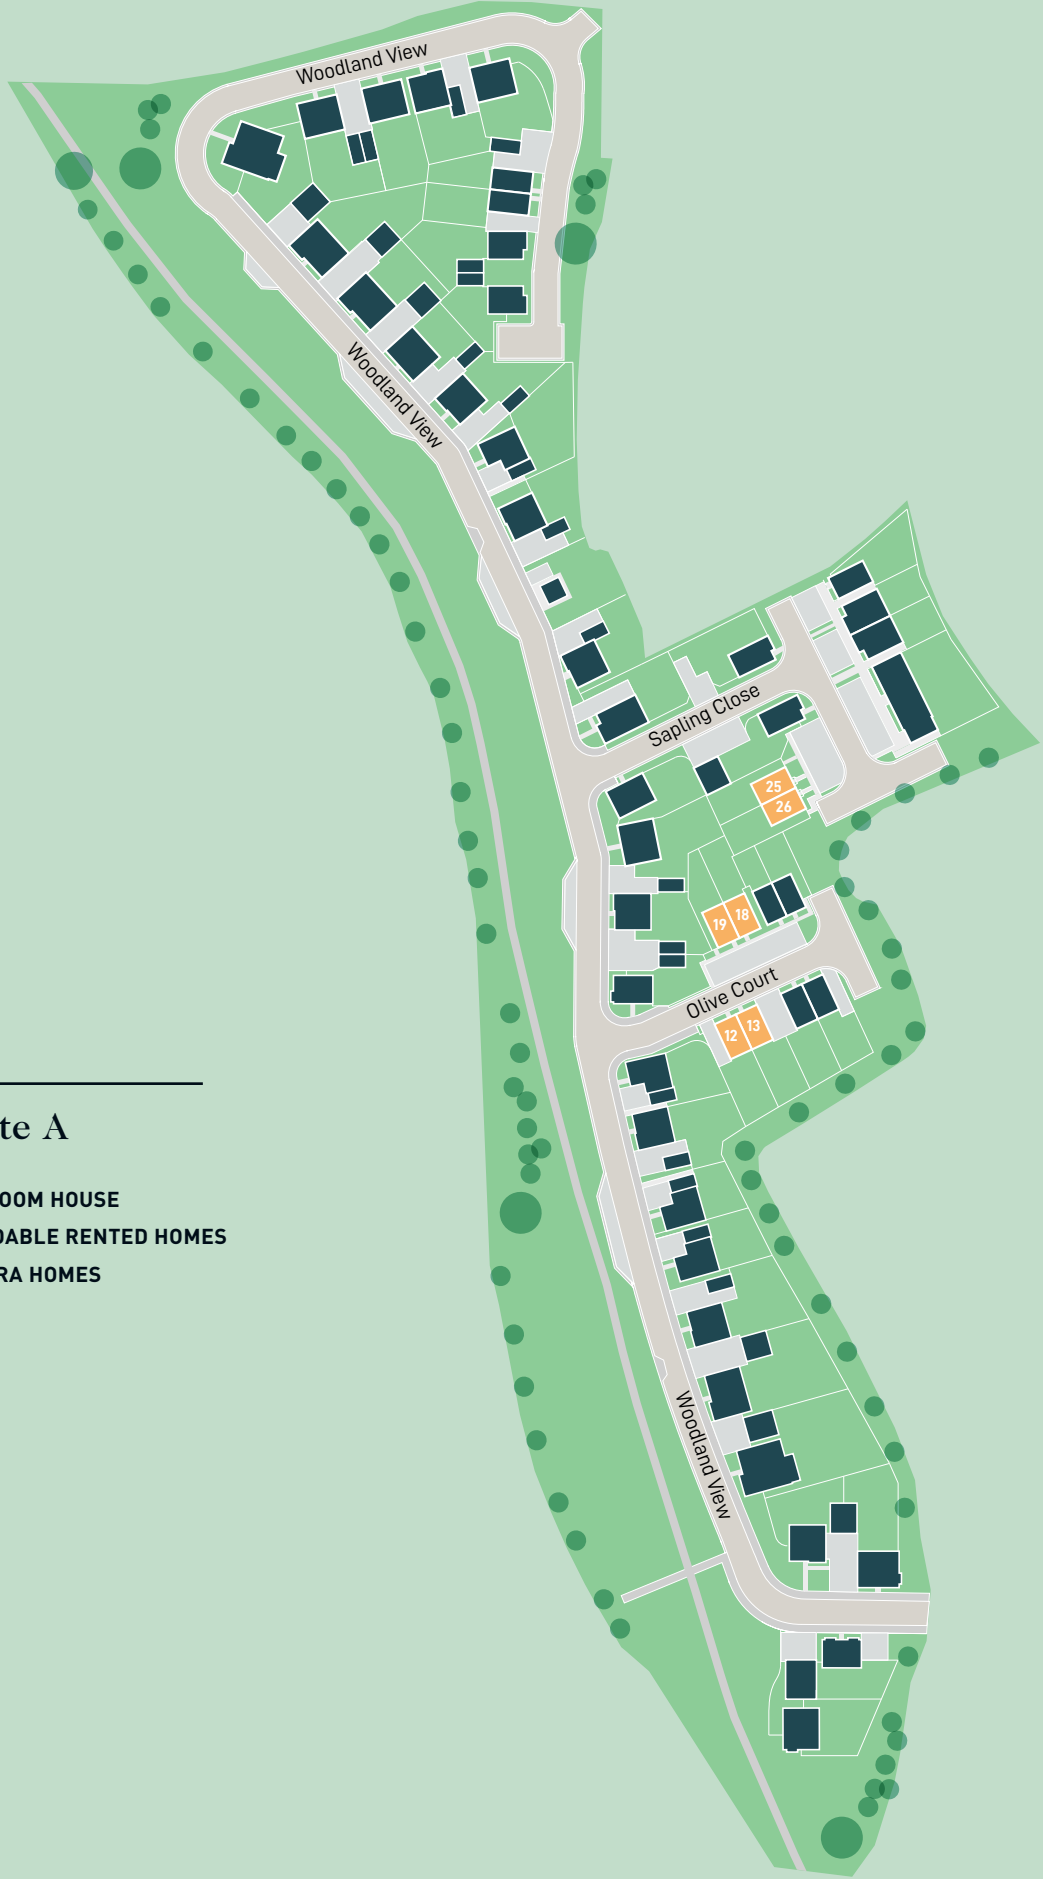 Woodland View
Woodland View
Sapling Close
25
26
19 18
Olive Court
12 13
te A
OOM HOUSE
DABLE RENTED HOMES
RA HOMES
Woodland View